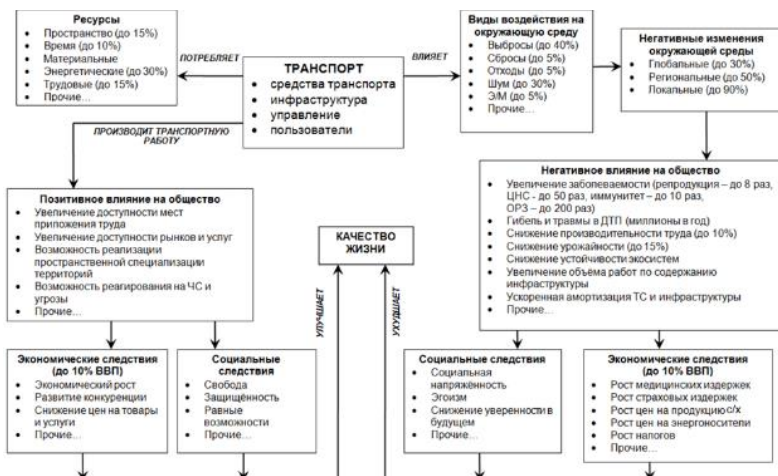 Ресурсы
Пространство (до 15%)
Время (до 10%)
Материальные
Энергетические (до 30%)
Трудовые (до 15%)
Прочие…
ПОТРЕБЛЯЕТ
ТРАНСПОРТ
средства транспорта
инфраструктура
управление
пользователи
ВЛИЯЕТ
Виды воздействия на
окружающую среду
Выбросы (до 40%)
Сбросы (до 5%)
Отходы (до 5%)
Шум (до 30%)
Э/М (до 5%)
Прочие…
Негативные изменения
окружающей среды
Глобальные (до 30%)
Региональные (до 50%)
Локальные (до 90%)
ПРОИЗВОДИТ ТРАНСПОРТНУЮ
РАБОТУ
Позитивное влияние на общество
Увеличение доступности мест
приложения труда
Увеличение доступности рынков и услуг
Возможность реализации
пространственной специализации
территорий
Возможность реагирования на ЧС и
угрозы
Прочие…
КАЧЕСТВО
ЖИЗНИ
УЛУЧШАЕТ
УХУДШАЕТ
Негативное влияние на общество
Увеличение заболеваемости (репродукция – до 8 раз,
ЦНС - до 50 раз, иммунитет – до 10 раз,
ОРЗ – до 200 раз)
Гибель и травмы в ДТП (миллионы в год)
Снижение производительности труда (до 10%)
Снижение урожайности (до 15%)
Снижение устойчивости экосистем
Увеличение объёма работ по содержанию
инфраструктуры
Ускоренная амортизация ТС и инфраструктуры
Прочие…
Экономические следствия
(до 10% ВВП)
Экономический рост
Развитие конкуренции
Снижение цен на товары
и услуги
Прочие…
Социальные
следствия
Свобода
Защищённость
Равные
возможности
Прочие…
Социальные следствия
Социальная
напряжённость
Эгоизм
Снижение уверенности в
будущем
Прочие…
Экономические следствия
(до 10% ВВП)
Рост медицинских издержек
Рост страховых издержек
Рост цен на продукцию с/х
Рост цен на энергоносители
Рост налогов
Прочие…